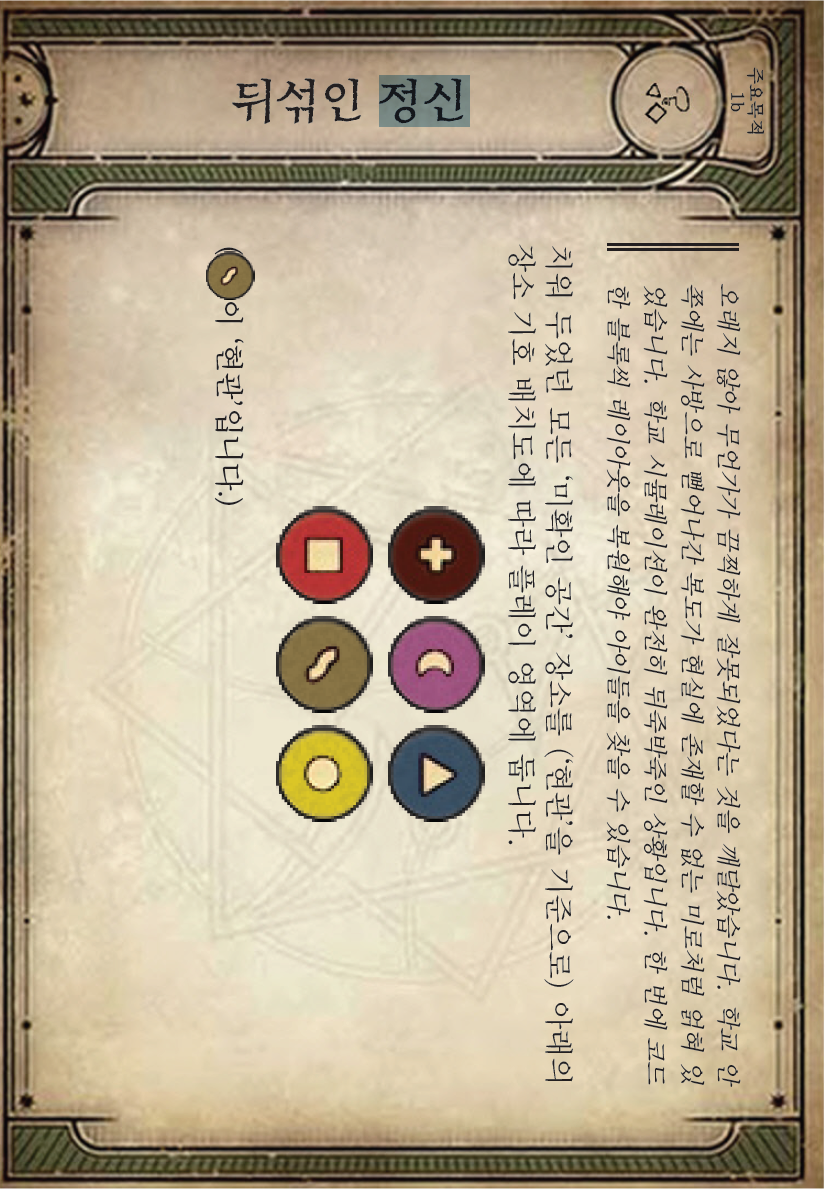 주요목적
1b
뒤섞인 정신
오래지 않아 무언가가 끔찍하게 잘못되었다는 것을 깨달았습니다. 학교 안
쪽에는 사방으로 뻗어나간 복도가 현실에 존재할 수 없는 미로처럼 얽혀 있
었습니다. 학교 시뮬레이션이 완전히 뒤죽박죽인 상황입니다. 한 번에 코드
한 블록씩 레이아웃을 복원해야 아이들을 찾을 수 있습니다.
치워 두었던 모든 ‘미확인 공간’ 장소를 (‘현관’을 기준으로) 아래의
장소 기호 배치도에 따라 플레이 영역에 둡니다.
(이 ‘현관’입니다.)